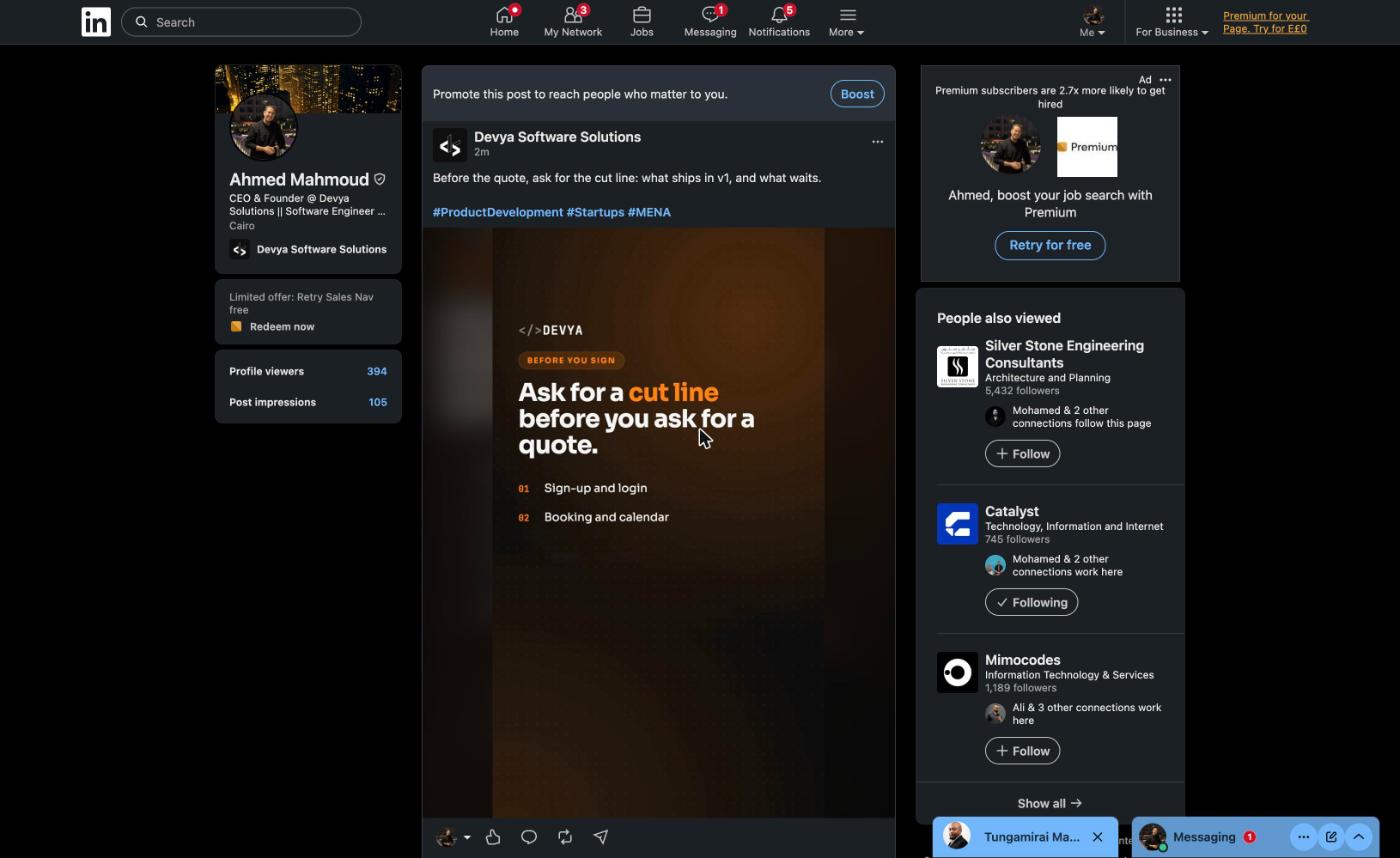 in
Search
Home
3
My Network
Jobs
1
Messaging
5
Notifications
More
Me
For Business
Premium for your
Page. Try for E£0
Ahmed Mahmoud
CEO & Founder @ Devya
Solutions || Software Engineer ...
Cairo
Devya Software Solutions
Limited offer: Retry Sales Nav
free
Redeem now
Profile viewers 394
Post impressions 105
Promote this post to reach people who matter to you.
Boost
Devya Software Solutions
2m
Before the quote, ask for the cut line: what ships in v1, and what waits.
#ProductDevelopment #Startups #MENA
</>DEVYA
BEFORE YOU SIGN
Ask for a cut line
before you ask for a
quote.
01 Sign-up and login
02 Booking and calendar
Ad
Premium subscribers are 2.7x more likely to get
hired
Premium
Ahmed, boost your job search with
Premium
Retry for free
People also viewed
SILVER STONE
Silver Stone Engineering
Consultants
Architecture and Planning
5,432 followers
Mohamed & 2 other
connections follow this page
+ Follow
Catalyst
Technology, Information and Internet
745 followers
Mohamed & 2 other
connections work here
Following
Mimocodes
Information Technology & Services
1,189 followers
Ali & 3 other connections work
here
+ Follow
Show all →
Tungamirai Ma...
Messaging 1